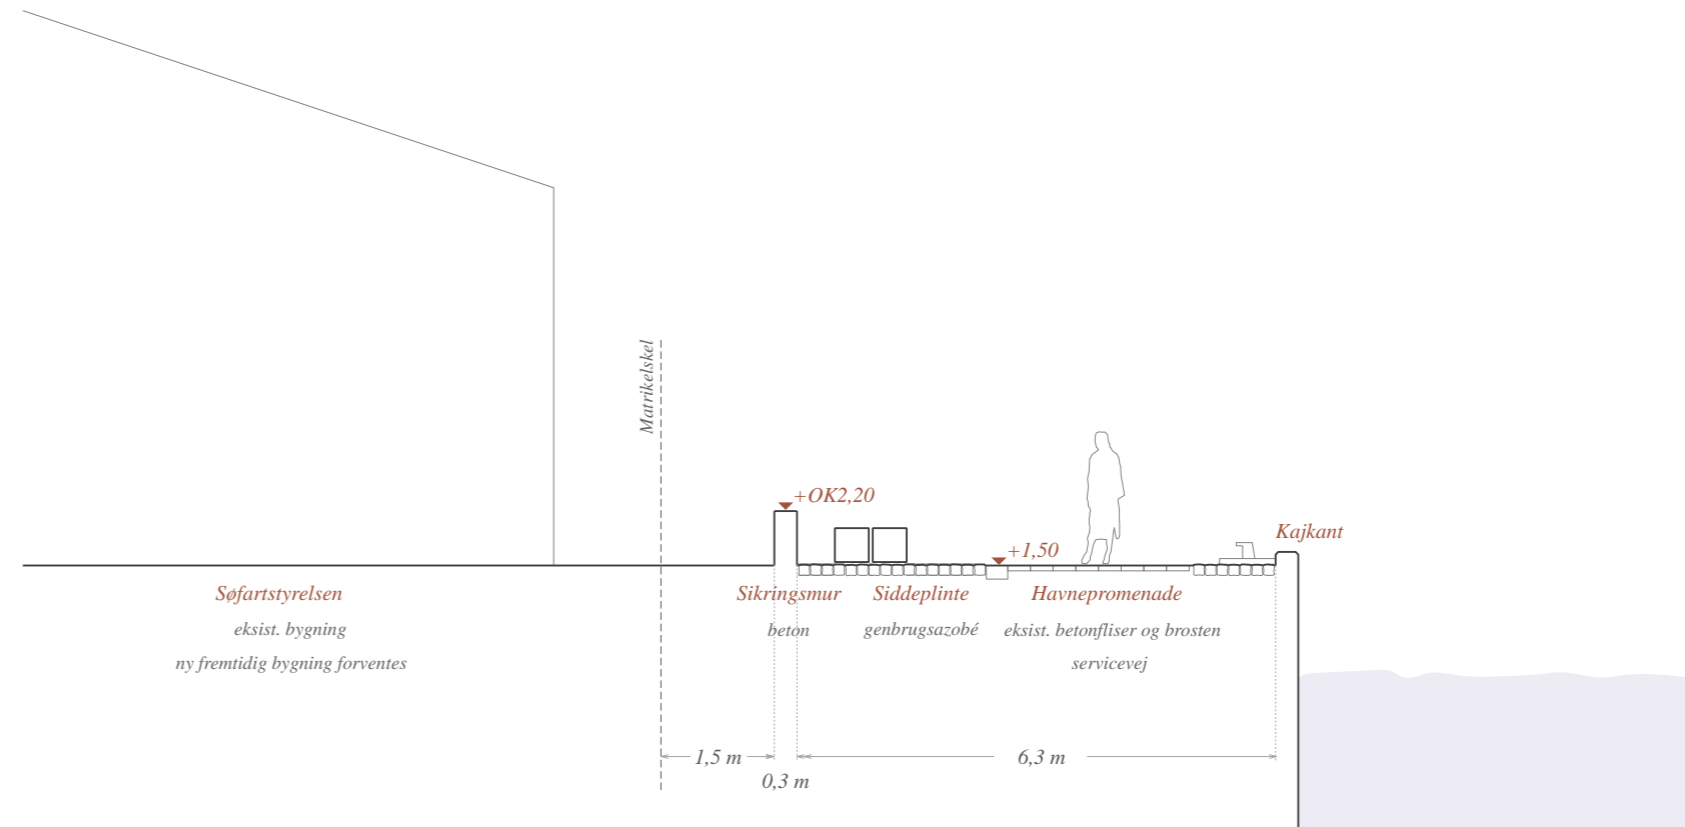 Matrikelskel
+OK2,20
+1,50
Kajkant
Søfartstyrelsen
eksist. bygning
ny fremtidig bygning forventes
Sikringsmur
beton
Siddeplinte
genbrugsazobé
Havnepromenade
eksist. betonfliser og brosten
servicevej
1,5 m
0,3 m
6,3 m